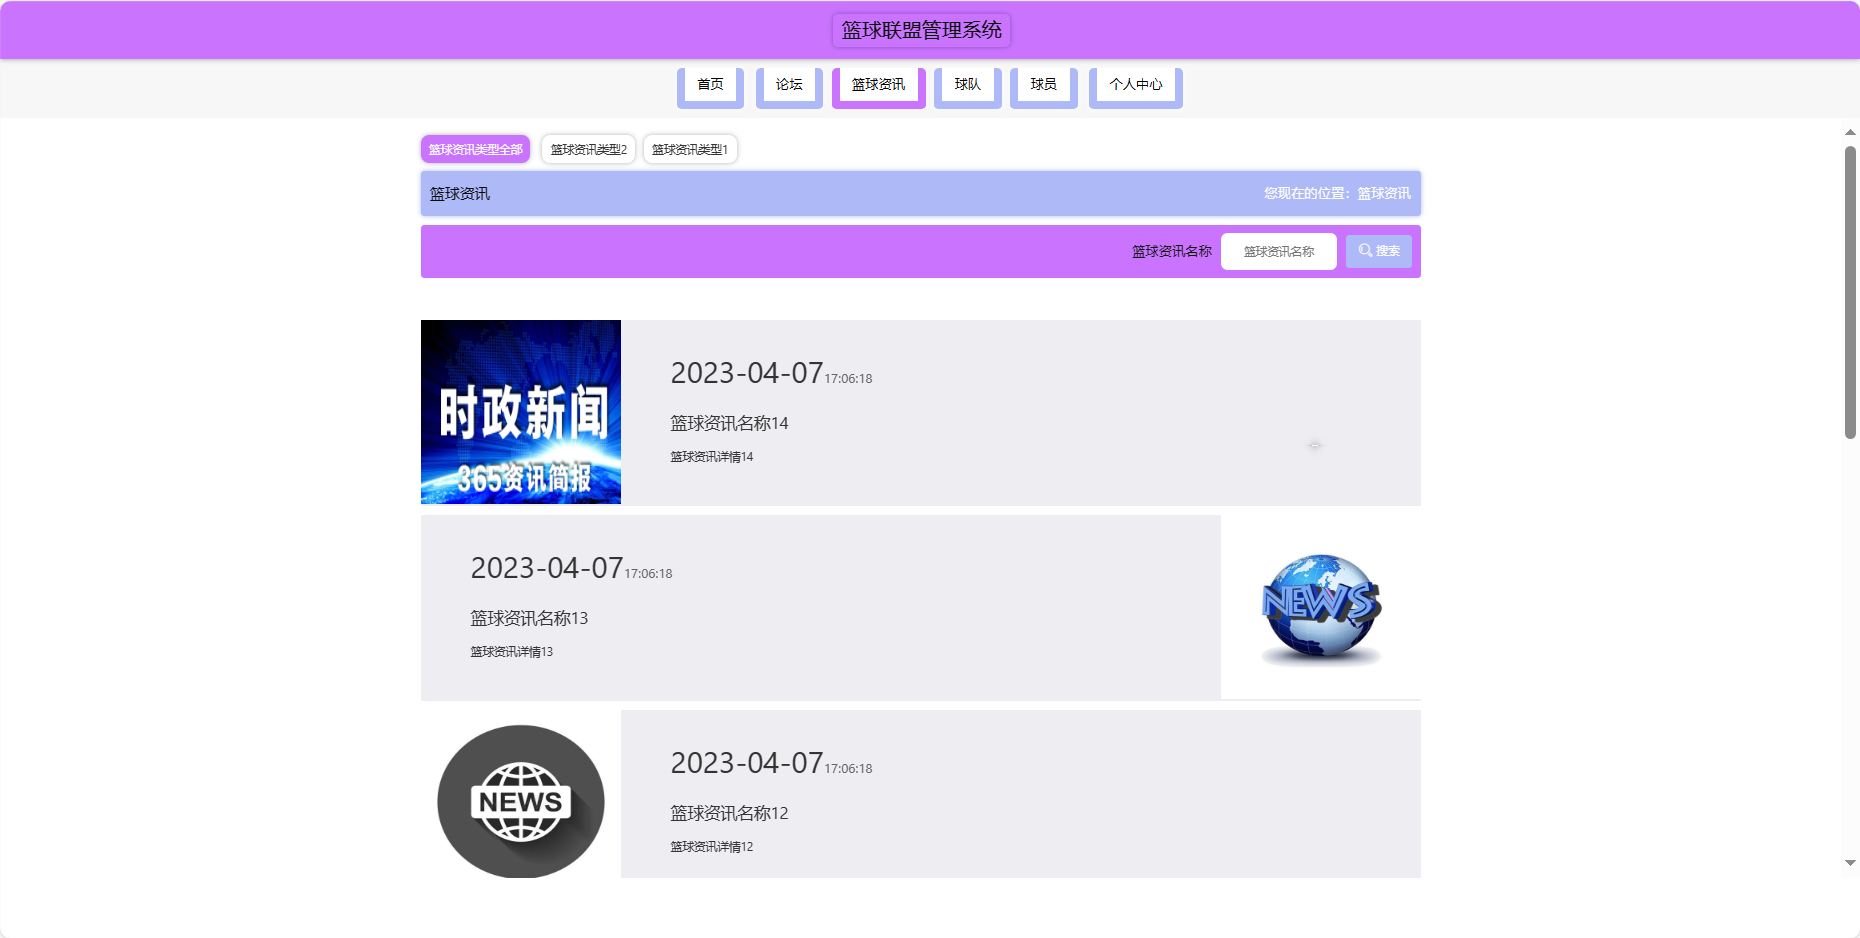 篮球联盟管理系统
首页 论坛 篮球资讯 球队 球员 个人中心
篮球资讯类型全部 篮球资讯类型2 篮球资讯类型1
篮球资讯 您现在的位置：篮球资讯
篮球资讯名称 篮球资讯名称 搜索
时政新闻
365资讯简报
2023-04-07 17:06:18
篮球资讯名称14
篮球资讯详情14
2023-04-07 17:06:18
篮球资讯名称13
篮球资讯详情13
NEWS
NEWS
2023-04-07 17:06:18
篮球资讯名称12
篮球资讯详情12